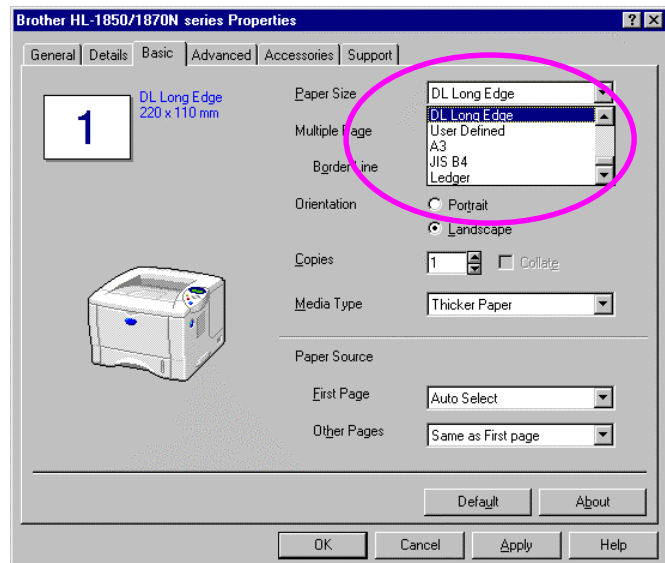 Brother HL-1850/1870N series Properties
General Details Basic Advanced Accessories Support
1
DL Long Edge
220 x 110 mm
Paper Size DL Long Edge
DL Long Edge
User Defined
A3
JIS B4
Ledger
Multiple Page
Border Line
Orientation Portrait
Landscape
Copies 1 Collate
Media Type Thicker Paper
Paper Source
First Page Auto Select
Other Pages Same as First page
Default About
OK Cancel Apply Help